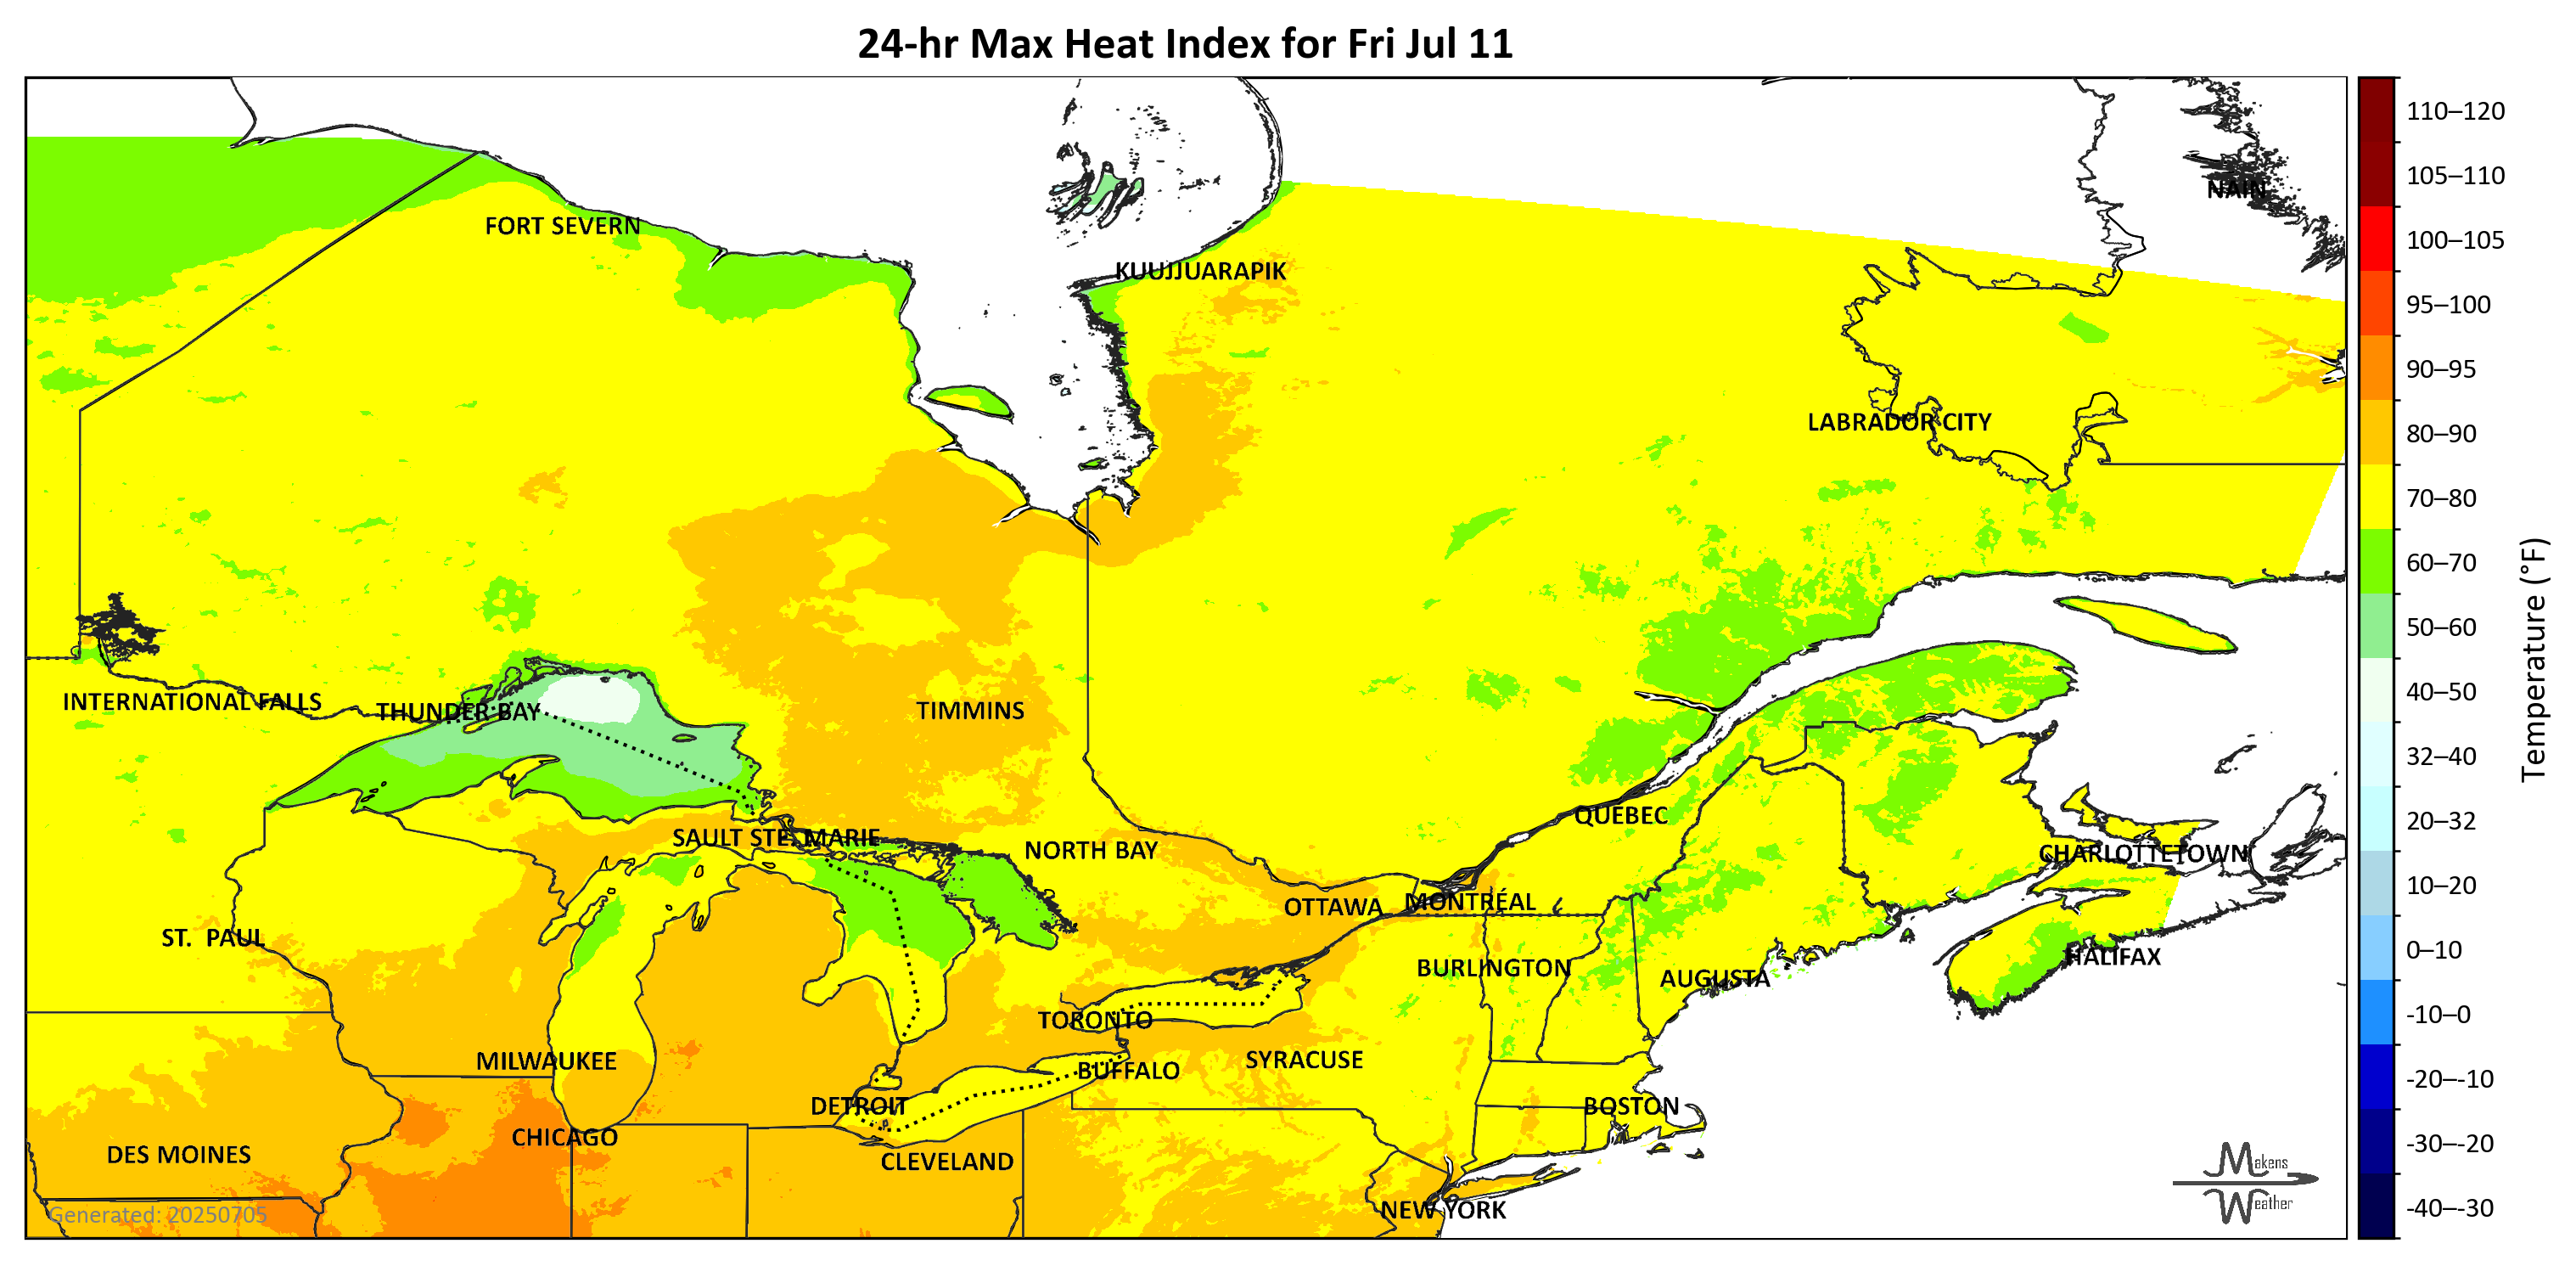 24-hr Max Heat Index for Fri Jul 11
110–120
105–110
NAIN
FORT SEVERN
100–105
KUUJJUARAPIK
95–100
90–95
LABRADOR CITY
80–90
70–80
60–70
50–60
Temperature (°F)
40–50
INTERNATIONAL FALLS
THUNDER BAY
TIMMINS
32–40
QUEBEC
20–32
SAULT STE. MARIE
NORTH BAY
CHARLOTTETOWN
10–20
OTTAWA
MONTRÉAL
ST. PAUL
0–10
HALIFAX
BURLINGTON
AUGUSTA
-10–0
TORONTO
MILWAUKEE
SYRACUSE
BUFFALO
-20–-10
DETROIT
BOSTON
CHICAGO
-30–-20
DES MOINES
CLEVELAND
Makens
Weather
-40–-30
NEW YORK
Generated: 20250705